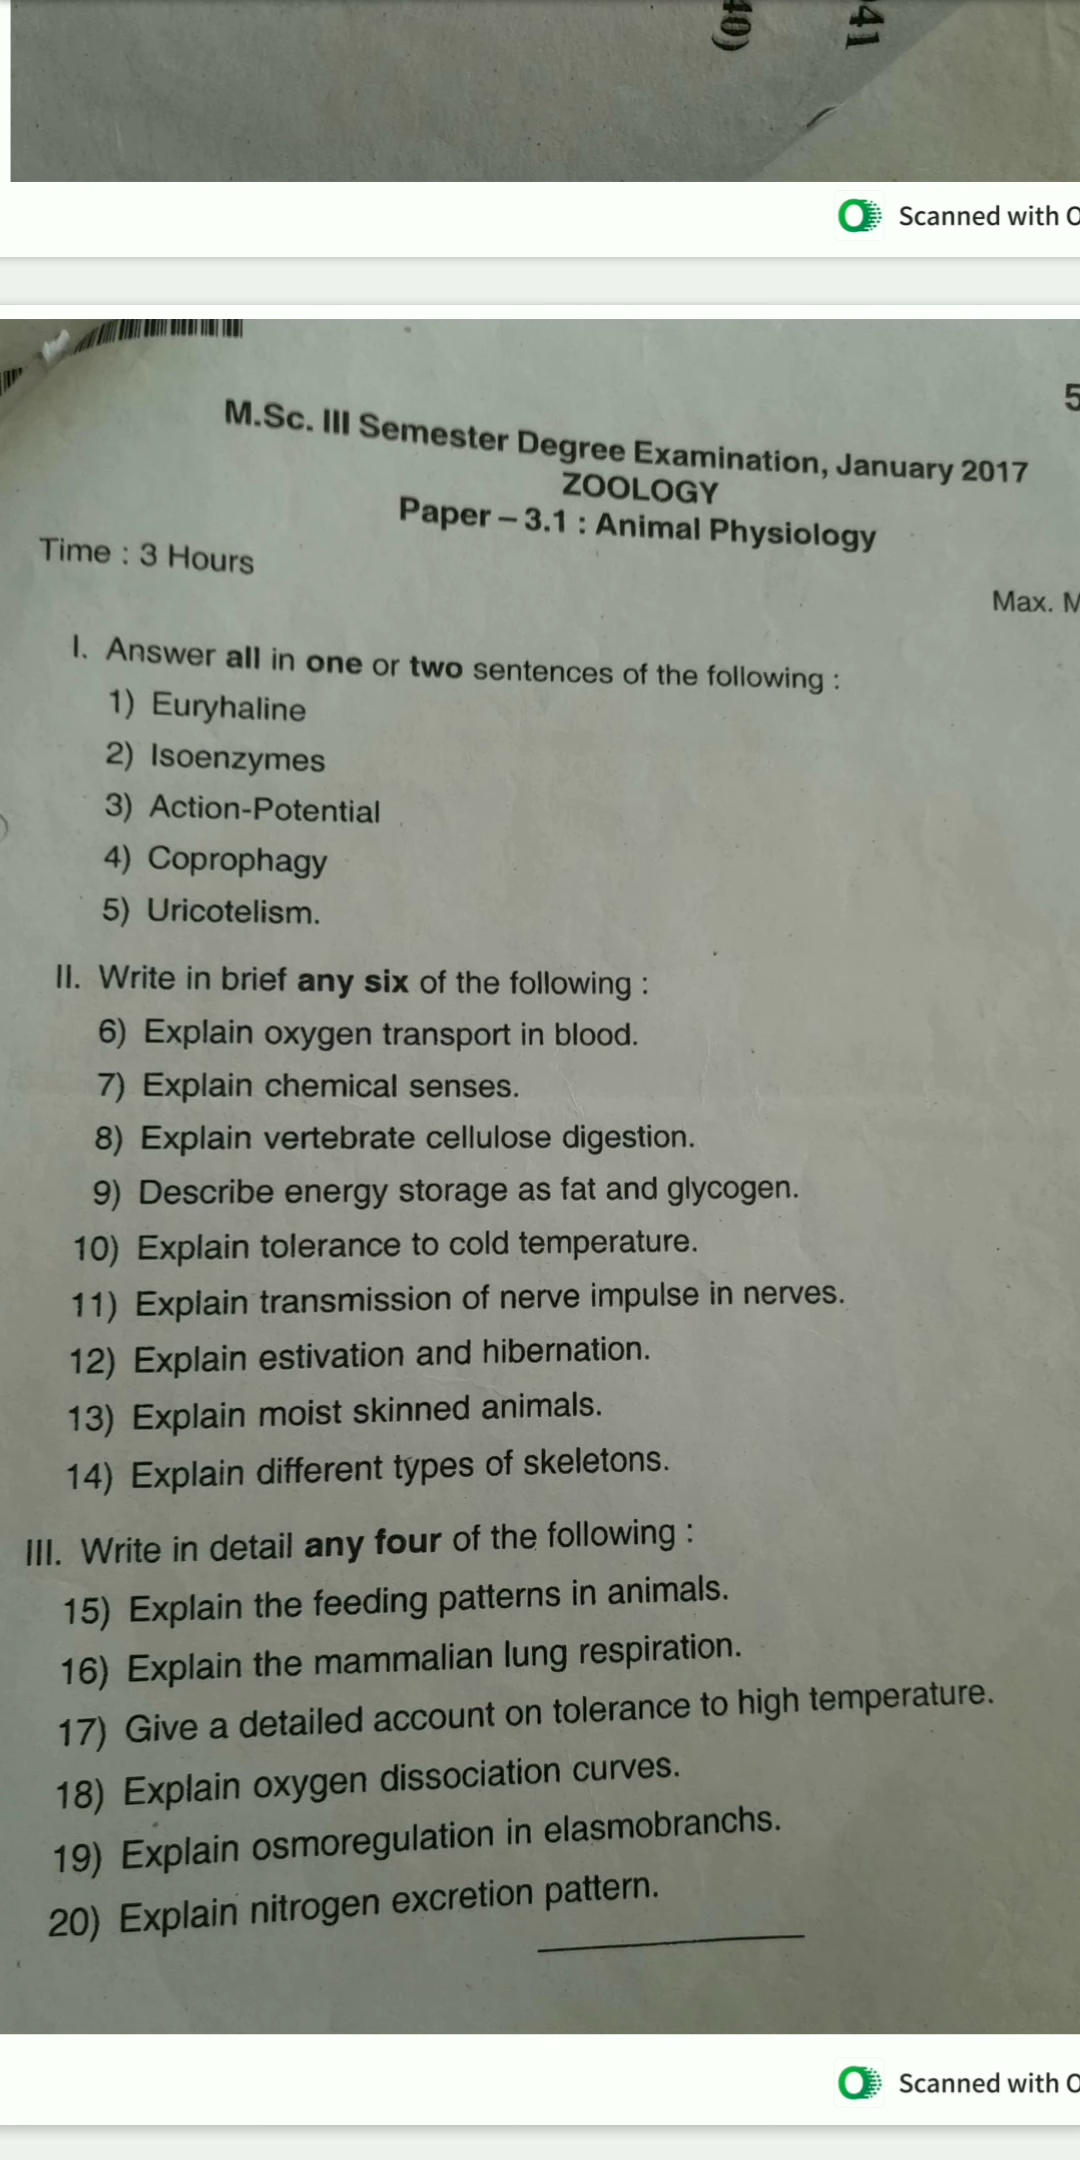 40)
41
Scanned with O
5
M.Sc. III Semester Degree Examination, January 2017
ZOOLOGY
Paper – 3.1 : Animal Physiology
Time : 3 Hours
Max. M
I. Answer all in one or two sentences of the following :
1) Euryhaline
2) Isoenzymes
3) Action-Potential
4) Coprophagy
5) Uricotelism.
II. Write in brief any six of the following :
6) Explain oxygen transport in blood.
7) Explain chemical senses.
8) Explain vertebrate cellulose digestion.
9) Describe energy storage as fat and glycogen.
10) Explain tolerance to cold temperature.
11) Explain transmission of nerve impulse in nerves.
12) Explain estivation and hibernation.
13) Explain moist skinned animals.
14) Explain different types of skeletons.
III. Write in detail any four of the following :
15) Explain the feeding patterns in animals.
16) Explain the mammalian lung respiration.
17) Give a detailed account on tolerance to high temperature.
18) Explain oxygen dissociation curves.
19) Explain osmoregulation in elasmobranchs.
20) Explain nitrogen excretion pattern.
Scanned with O